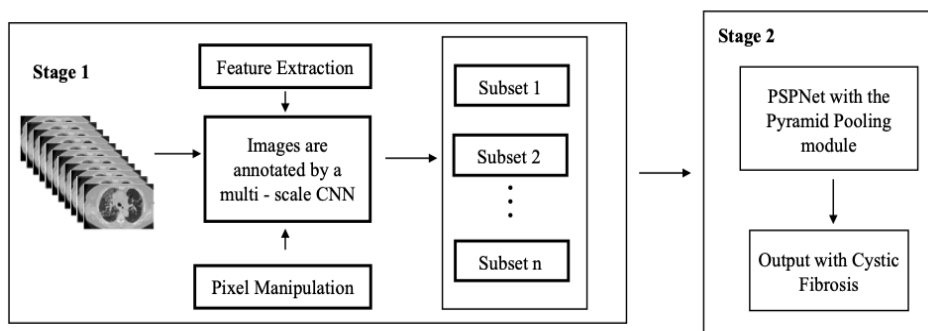 Stage 1
Feature Extraction
Images are
annotated by a
multi - scale CNN
Pixel Manipulation
Subset 1
Subset 2
Subset n
Stage 2
PSPNet with the
Pyramid Pooling
module
Output with Cystic
Fibrosis